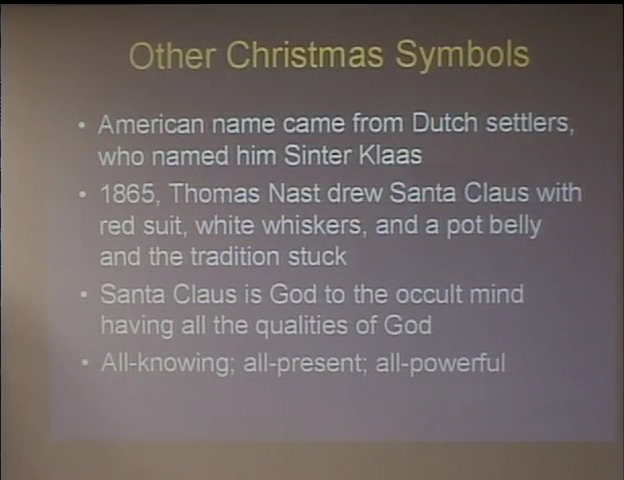 Other Christmas Symbols
• American name came from Dutch settlers,
who named him Sinter Klaas
• 1865, Thomas Nast drew Santa Claus with
red suit, white whiskers, and a pot belly
and the tradition stuck
• Santa Claus is God to the occult mind
having all the qualities of God
• All-knowing; all-present; all-powerful